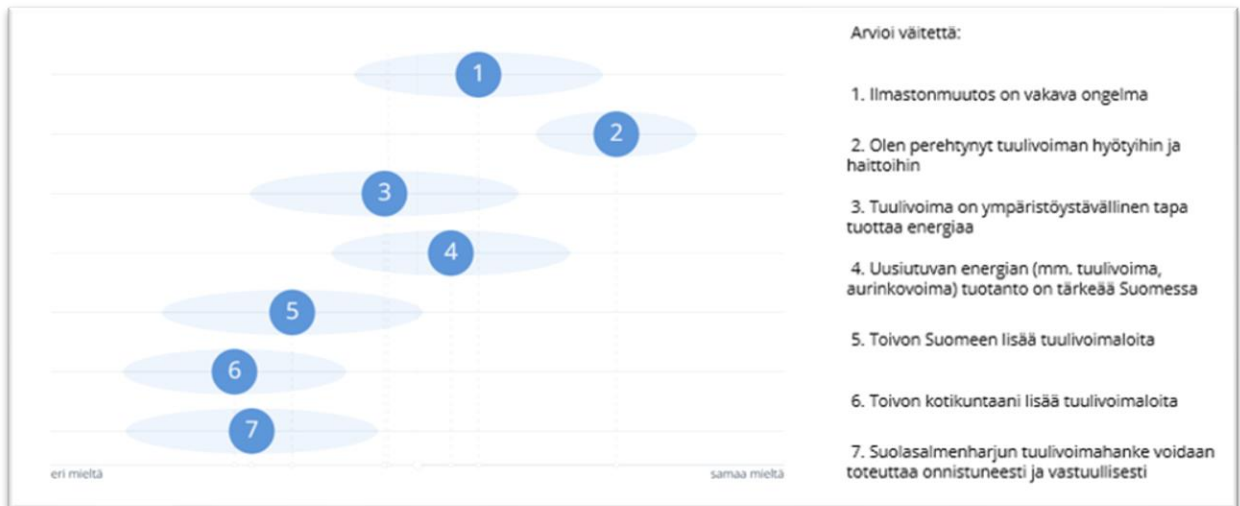 Arvioi väitettä:
1
1. Ilmastonmuutos on vakava ongelma
2
2. Olen perehtynyt tuulivoiman hyötyihin ja
haittoihin
3
3. Tuulivoima on ympäristöystävällinen tapa
tuottaa energiaa
4
4. Uusiutuvan energian (mm. tuulivoima,
aurinkovoima) tuotanto on tärkeää Suomessa
5
5. Toivon Suomeen lisää tuulivoimaloita
6
6. Toivon kotikuntaani lisää tuulivoimaloita
7
7. Suolasalmenharjun tuulivoimahanke voidaan
toteuttaa onnistuneesti ja vastuullisesti
eri mieltä
samaa mieltä